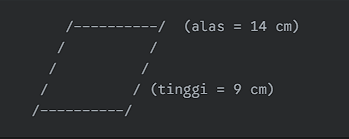 /----------/ (alas = 14 cm)
/ /
/ /
/ / (tinggi = 9 cm)
/----------/